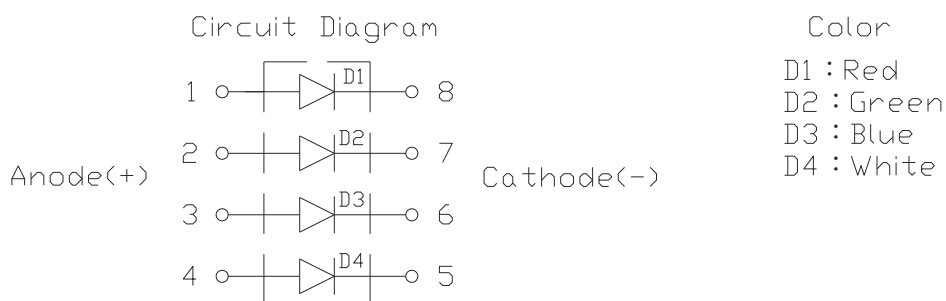 Circuit Diagram
Color
1 D1 8
2 D2 7
3 D3 6
4 D4 5
Anode(+)
Cathode(-)
D1:Red
D2:Green
D3:Blue
D4:White